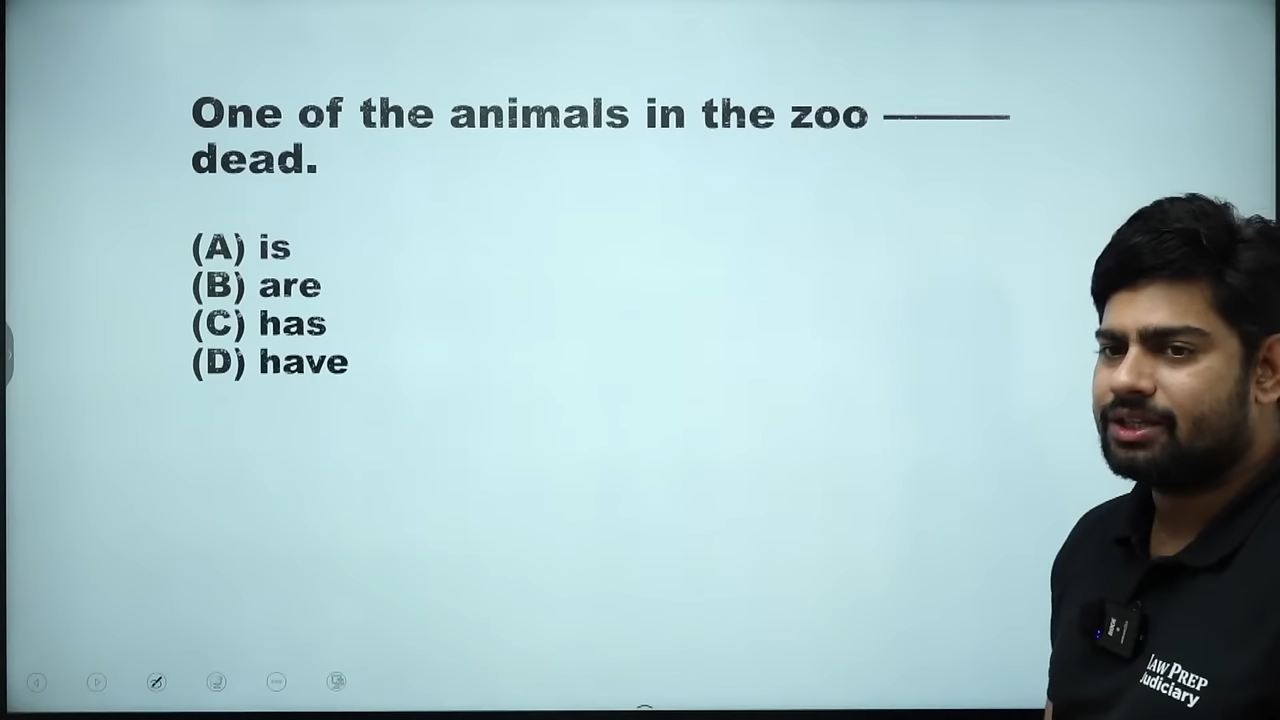 One of the animals in the zoo ————
dead.
(A) is
(B) are
(C) has
(D) have
LAW PREP
Judiciary